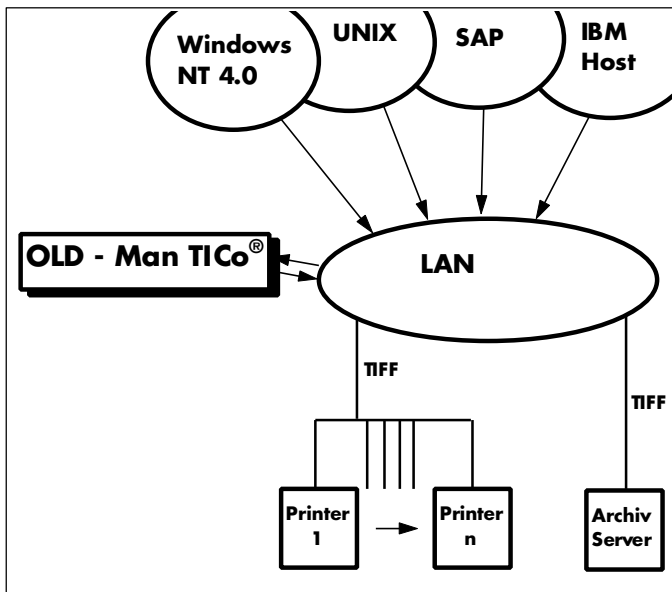 Windows
NT 4.0
UNIX
SAP
IBM
Host
OLD - Man TICo®
LAN
TIFF
TIFF
Printer
1
Printer
n
Archiv
Server